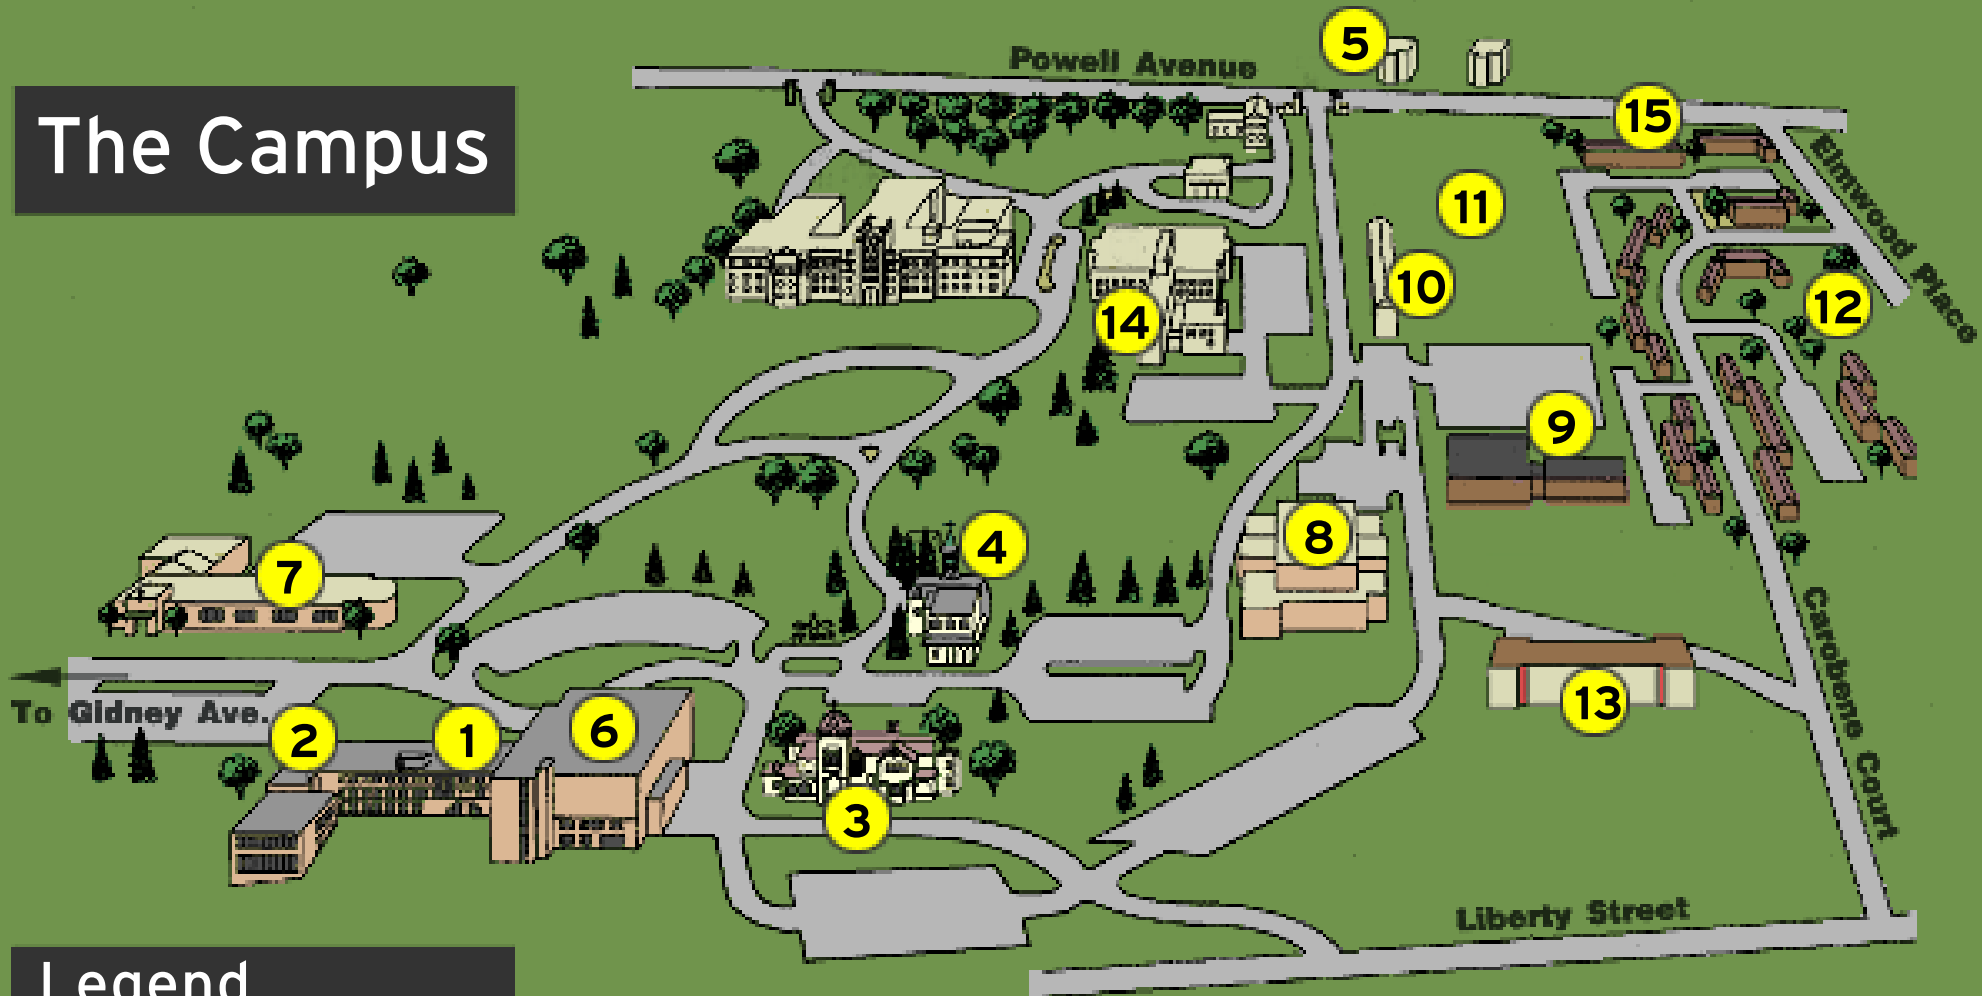 Powell Avenue
5
15
The Campus
Elmwood Place
11
10
12
14
9
8
4
7
Carobene Court
13
To Gidney Ave.
2
1
6
3
Liberty Street
Legend